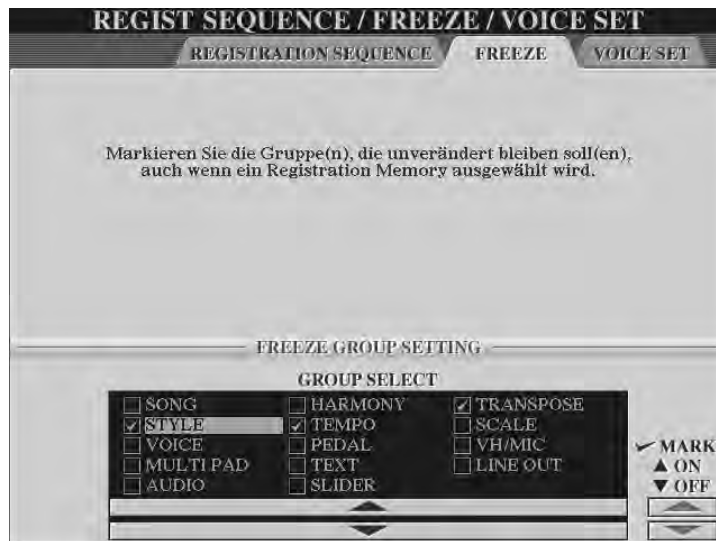 REGIST SEQUENCE / FREEZE / VOICE SET
REGISTRATION SEQUENCE FREEZE VOICE SET
Markieren Sie die Gruppe(n), die unverändert bleiben soll(en),
auch wenn ein Registration Memory ausgewählt wird.
FREEZE GROUP SETTING
GROUP SELECT
SONG HARMONY TRANSPOSE
STYLE TEMPO SCALE
VOICE PEDAL VH/MIC
MULTI PAD TEXT LINE OUT
AUDIO SLIDER
MARK
ON
OFF